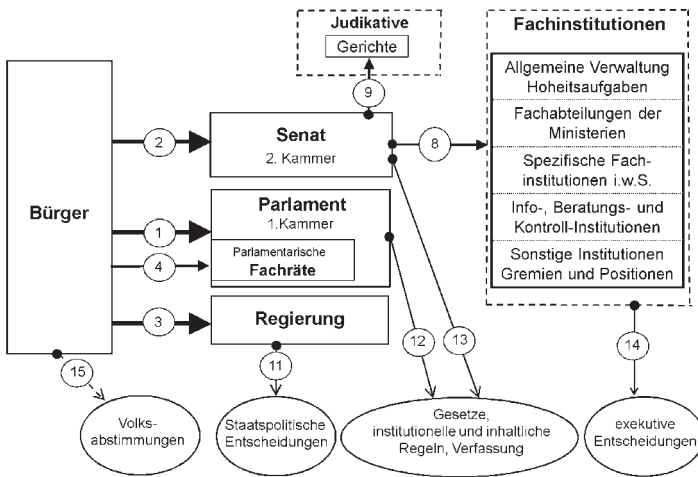 Judikative
Gerichte
9
Fachinstitutionen
Allgemeine Verwaltung
Hoheitsaufgaben
Fachabteilungen der
Ministerien
Spezifische Fach-
institutionen i.w.S.
Info-, Beratungs- und
Kontroll-Institutionen
Sonstige Institutionen
Gremien und Positionen
Bürger
2
Senat
2. Kammer
8
1
Parlament
1.Kammer
4
Parlamentarische
Fachräte
3
Regierung
15
11
12
13
14
Volks-
abstimmungen
Staatspolitische
Entscheidungen
Gesetze,
institutionelle und inhaltliche
Regeln, Verfassung
exekutive
Entscheidungen